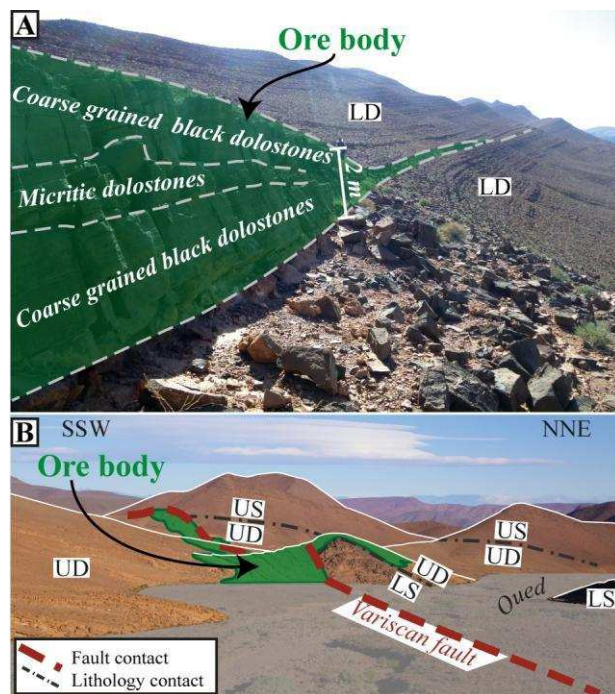 A
Ore body
Coarse grained black dolostones
LD
Micritic dolostones
2 m
LD
Coarse grained black dolostones
B
SSW
NNE
Ore body
US
UD
US
UD
UD
UD
LS
Oued
LS
Variscan fault
Fault contact
Lithology contact